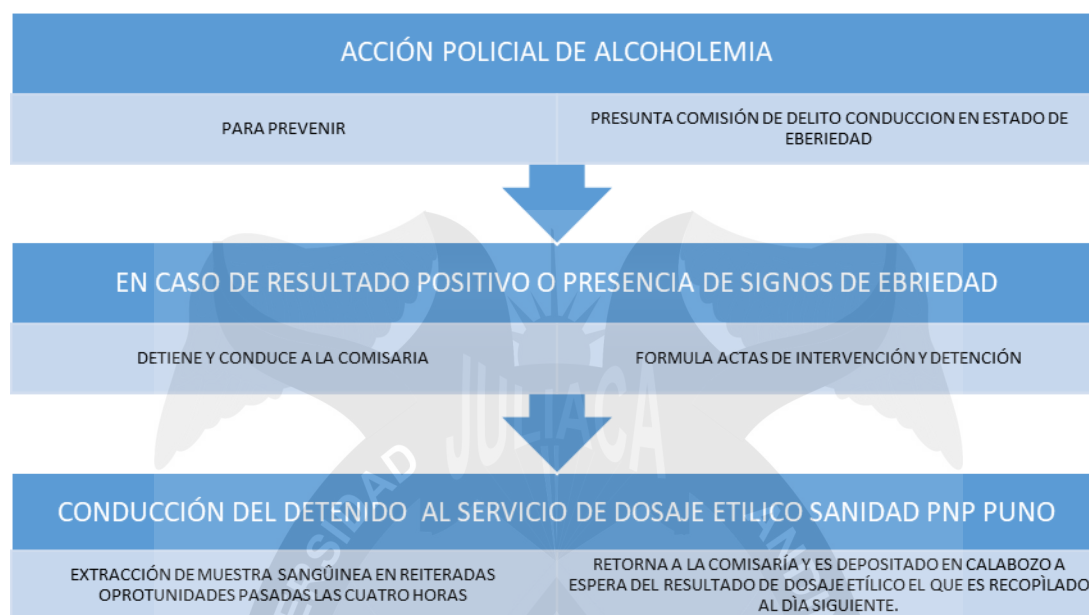 ACCIÓN POLICIAL DE ALCOHOLEMIA
PARA PREVENIR
PRESUNTA COMISIÓN DE DELITO CONDUCCION EN ESTADO DE
EBERIEDAD
EN CASO DE RESULTADO POSITIVO O PRESENCIA DE SIGNOS DE EBRIEDAD
DETIENE Y CONDUCE A LA COMISARIA
FORMULA ACTAS DE INTERVENCIÓN Y DETENCIÓN
JULIACA
CONDUCCIÓN DEL DETENIDO AL SERVICIO DE DOSAJE ETILICO SANIDAD PNP PUNO
EXTRACCIÓN DE MUESTRA SANGÛINEA EN REITERADAS
OPROTUNIDADES PASADAS LAS CUATRO HORAS
RETORNA A LA COMISARÍA Y ES DEPOSITADO EN CALABOZO A
ESPERA DEL RESULTADO DE DOSAJE ETÍLICO EL QUE ES RECOPÌLADO
AL DÌA SIGUIENTE.